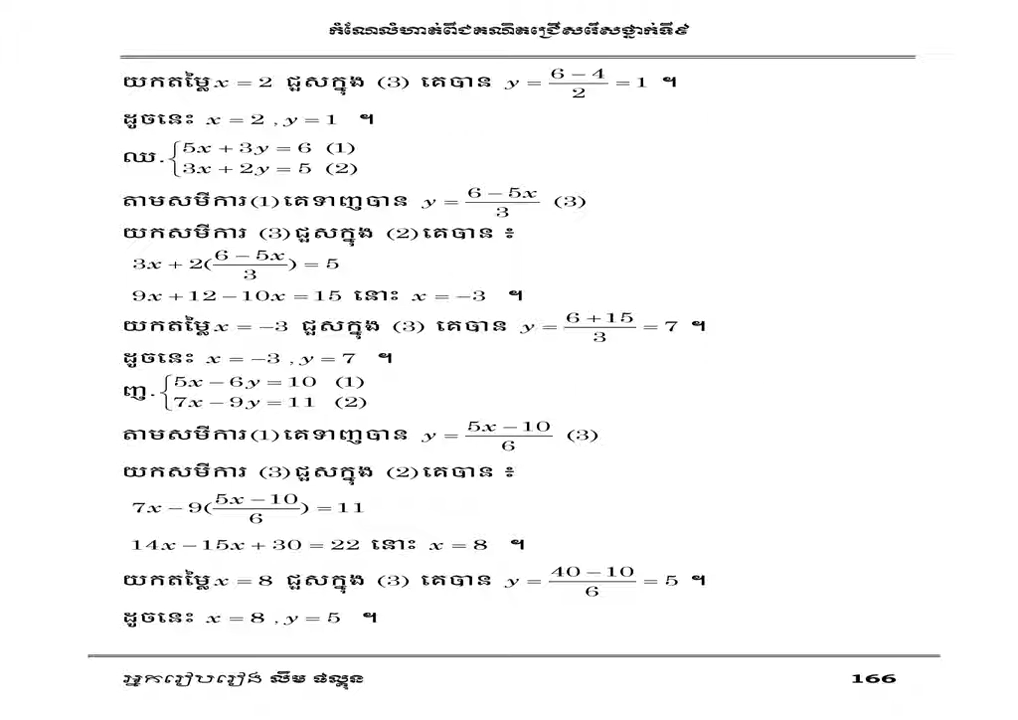 កំណែលំហាត់ពីជគណិតជ្រើសរើសថ្នាក់ទី៩
យកតម្លៃ x = 2 ជួសក្នុង (3) គេបាន y = (6 − 4)/2 = 1 ។
ដូចនេះ x = 2 , y = 1 ។
ឈ. { 5x + 3y = 6 (1)
3x + 2y = 5 (2)
តាមសមីការ(1)គេទាញបាន y = (6 − 5x)/3 (3)
យកសមីការ (3)ជួសក្នុង (2)គេបាន ៖
3x + 2((6 − 5x)/3) = 5
9x + 12 − 10x = 15 នោះ x = −3 ។
យកតម្លៃ x = −3 ជួសក្នុង (3) គេបាន y = (6 + 15)/3 = 7 ។
ដូចនេះ x = −3 , y = 7 ។
ញ. { 5x − 6y = 10 (1)
7x − 9y = 11 (2)
តាមសមីការ(1)គេទាញបាន y = (5x − 10)/6 (3)
យកសមីការ (3)ជួសក្នុង (2)គេបាន ៖
7x − 9((5x − 10)/6) = 11
14x − 15x + 30 = 22 នោះ x = 8 ។
យកតម្លៃ x = 8 ជួសក្នុង (3) គេបាន y = (40 − 10)/6 = 5 ។
ដូចនេះ x = 8 , y = 5 ។
អ្នករៀបរៀង លឹម ផល្គុន 166